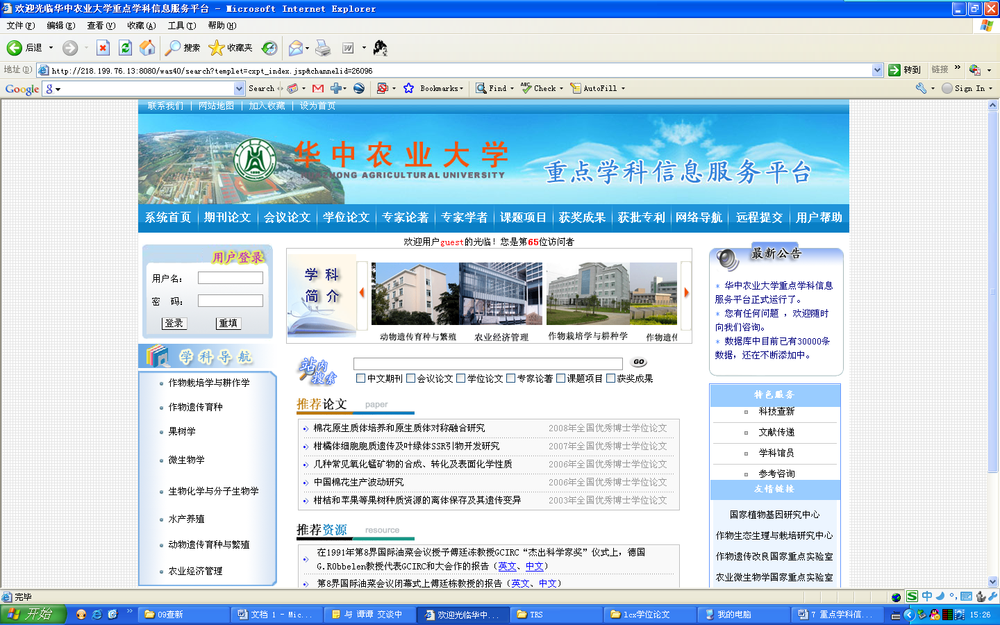 欢迎光临华中农业大学重点学科信息服务平台 - Microsoft Internet Explorer
文件(F) 编辑(E) 查看(V) 收藏(A) 工具(T) 帮助(H)
后退 搜索 收藏夹
地址(D) http://218.199.76.13:8080/was40/search?templet=cxpt_index.jsp&channelid=26096 转到 链接 »
Google Search Bookmarks Find Check AutoFill Sign In
联系我们 | 网站地图 | 加入收藏 | 设为首页
华中农业大学
HUAZHONG AGRICULTURAL UNIVERSITY
重点学科信息服务平台
系统首页 期刊论文 会议论文 学位论文 专家论著 专家学者 课题项目 获奖成果 获批专利 网络导航 远程提交 用户帮助
欢迎用户guest的光临！您是第65位访问者
用户登录
用户名：
密 码：
登录 重填
学科导航
作物栽培学与耕作学
作物遗传育种
果树学
微生物学
生物化学与分子生物学
水产养殖
动物遗传育种与繁殖
农业经济管理
学科
简介
动物遗传育种与繁殖 农业经济管理 作物栽培学与耕种学 作物遗传
站内搜索 GO
中文期刊 会议论文 学位论文 专家论著 课题项目 获奖成果
推荐论文 paper
棉花原生质体培养和原生质体对称融合研究 2008年全国优秀博士学位论文
柑橘体细胞胞质遗传及叶绿体SSR引物开发研究 2007年全国优秀博士学位论文
几种常见氧化锰矿物的合成、转化及表面化学性质 2006年全国优秀博士学位论文
中国棉花生产波动研究 2006年全国优秀博士学位论文
柑桔和苹果等果树种质资源的离体保存及其遗传变异 2003年全国优秀博士学位论文
推荐资源 resource
在1991年第8界国际油菜会议授予傅廷冻教授GCIRC“杰出科学家奖”仪式上，德国
G.RObbelen教授代表GCIRC和大会作的报告（英文、中文）
第8界国际油菜会议闭幕式上傅廷栋教授的报告（英文、中文）
最新公告
* 华中农业大学重点学科信息
服务平台正式运行了。
* 您有任何问题 ，欢迎随时
向我们咨询。
* 数据库中目前已有30000条
数据，还在不断添加中。
特色服务
科技查新
文献传递
学科馆员
参考咨询
友情链接
国家植物基因研究中心
作物生态生理与栽培研究中心
作物遗传改良国家重点实验室
农业微生物学国家重点实验室
完毕
中
开始 » 09查新 文档 1 - Mic... 与 谭谭 交谈中 欢迎光临华中... TRS lcx学位论文 我的电脑 7 重点学科信... 15:26